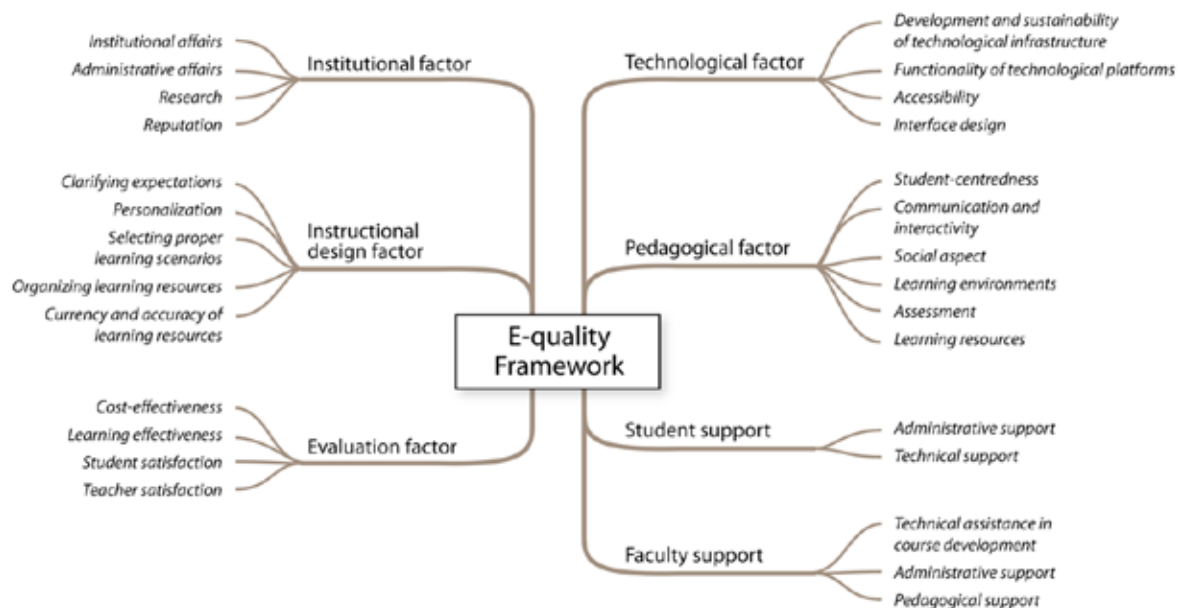 Institutional factor
Institutional affairs
Administrative affairs
Research
Reputation
Instructional
design factor
Clarifying expectations
Personalization
Selecting proper
learning scenarios
Organizing learning resources
Currency and accuracy of
learning resources
Evaluation factor
Cost-effectiveness
Learning effectiveness
Student satisfaction
Teacher satisfaction
E-quality
Framework
Technological factor
Development and sustainability
of technological infrastructure
Functionality of technological platforms
Accessibility
Interface design
Pedagogical factor
Student-centredness
Communication and
interactivity
Social aspect
Learning environments
Assessment
Learning resources
Student support
Administrative support
Technical support
Faculty support
Technical assistance in
course development
Administrative support
Pedagogical support